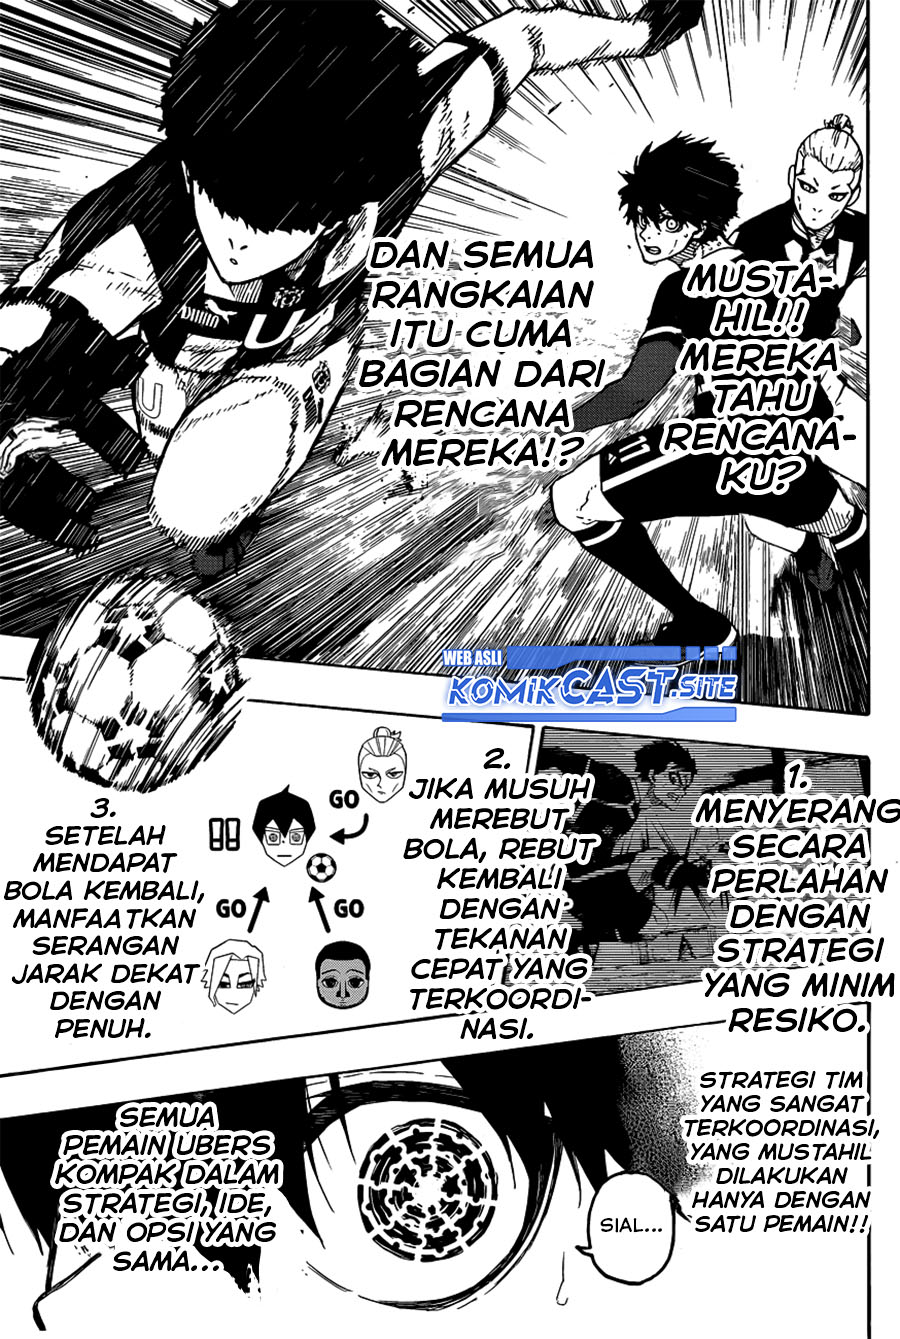 MUSTA-
HIL!!
MEREKA
TAHU
RENCANA-
KU?
DAN SEMUA
RANGKAIAN
ITU CUMA
BAGIAN DARI
RENCANA
MEREKA!?
U
U
WEB ASLI
KOMIKCAST.SITE
1.
MENYERANG
SECARA
PERLAHAN
DENGAN
STRATEGI
YANG MINIM
RESIKO.
2.
JIKA MUSUH
MEREBUT
BOLA, REBUT
KEMBALI
DENGAN
TEKANAN
CEPAT YANG
TERKOORDI-
NASI.
GO
!!
GO
GO
3.
SETELAH
MENDAPAT
BOLA KEMBALI,
MANFAATKAN
SERANGAN
JARAK DEKAT
DENGAN
PENUH.
STRATEGI TIM
YANG SANGAT
TERKOORDINASI,
YANG MUSTAHIL
DILAKUKAN
HANYA DENGAN
SATU PEMAIN!!
SIAL...
SEMUA
PEMAIN UBERS
KOMPAK DALAM
STRATEGI, IDE,
DAN OPSI YANG
SAMA...